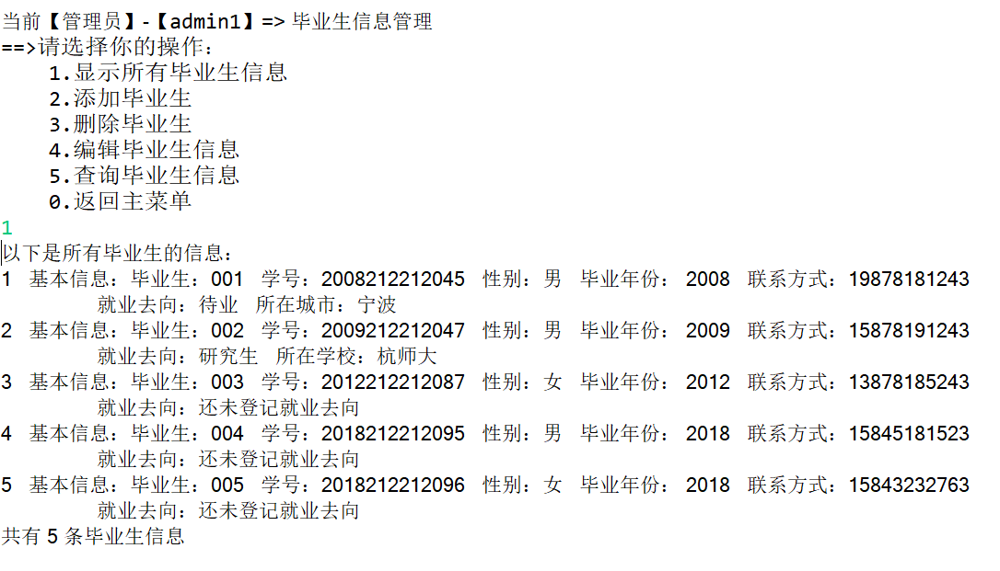 当前【管理员】-【admin1】=> 毕业生信息管理
==>请选择你的操作:
1.显示所有毕业生信息
2.添加毕业生
3.删除毕业生
4.编辑毕业生信息
5.查询毕业生信息
0.返回主菜单
1
以下是所有毕业生的信息:
1 基本信息: 毕业生: 001 学号: 2008212212045 性别: 男 毕业年份: 2008 联系方式: 19878181243
就业去向: 待业 所在城市: 宁波
2 基本信息: 毕业生: 002 学号: 2009212212047 性别: 男 毕业年份: 2009 联系方式: 15878191243
就业去向: 研究生 所在学校: 杭师大
3 基本信息: 毕业生: 003 学号: 2012212212087 性别: 女 毕业年份: 2012 联系方式: 13878185243
就业去向: 还未登记就业去向
4 基本信息: 毕业生: 004 学号: 2018212212095 性别: 男 毕业年份: 2018 联系方式: 15845181523
就业去向: 还未登记就业去向
5 基本信息: 毕业生: 005 学号: 2018212212096 性别: 女 毕业年份: 2018 联系方式: 15843232763
就业去向: 还未登记就业去向
共有 5 条毕业生信息